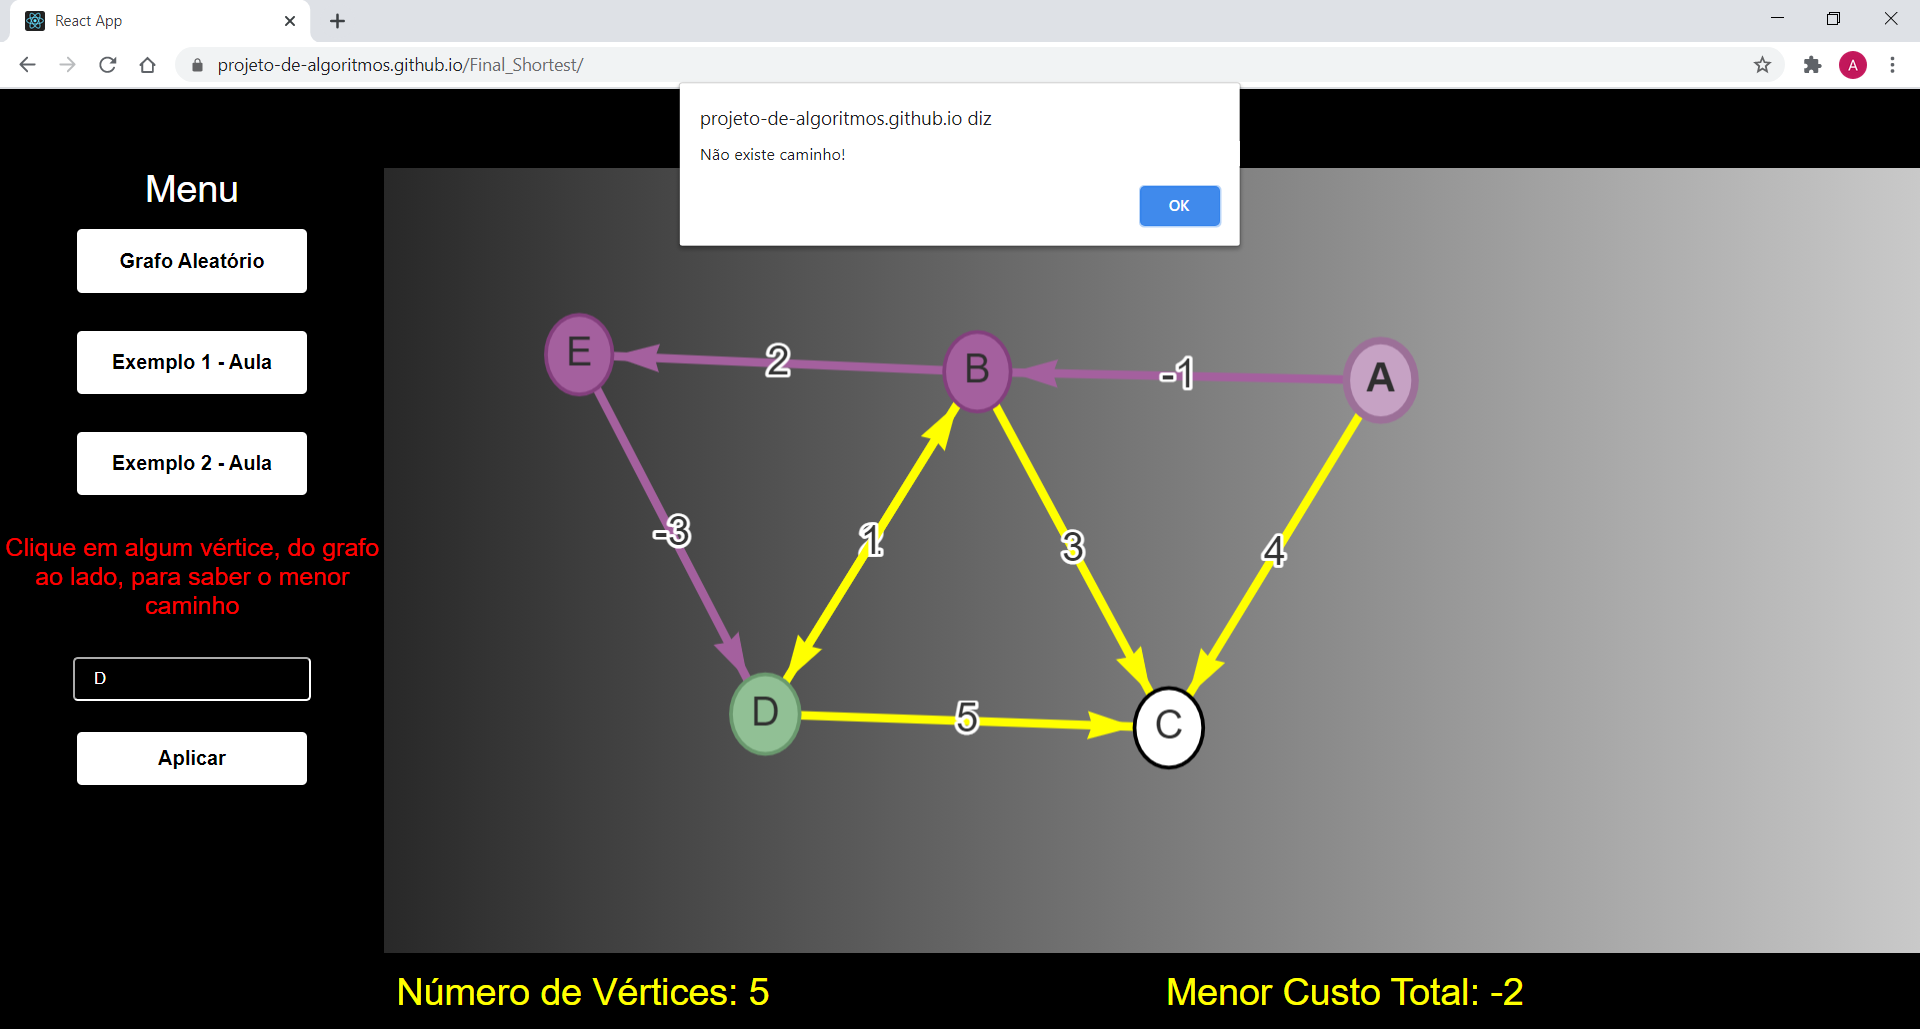 React App
projeto-de-algoritmos.github.io/Final_Shortest/
A
projeto-de-algoritmos.github.io diz
Não existe caminho!
OK
Menu
Grafo Aleatório
Exemplo 1 - Aula
Exemplo 2 - Aula
Clique em algum vértice, do grafo
ao lado, para saber o menor
caminho
D
Aplicar
E
2
B
-1
A
-3
1
3
4
D
5
C
Número de Vértices: 5
Menor Custo Total: -2